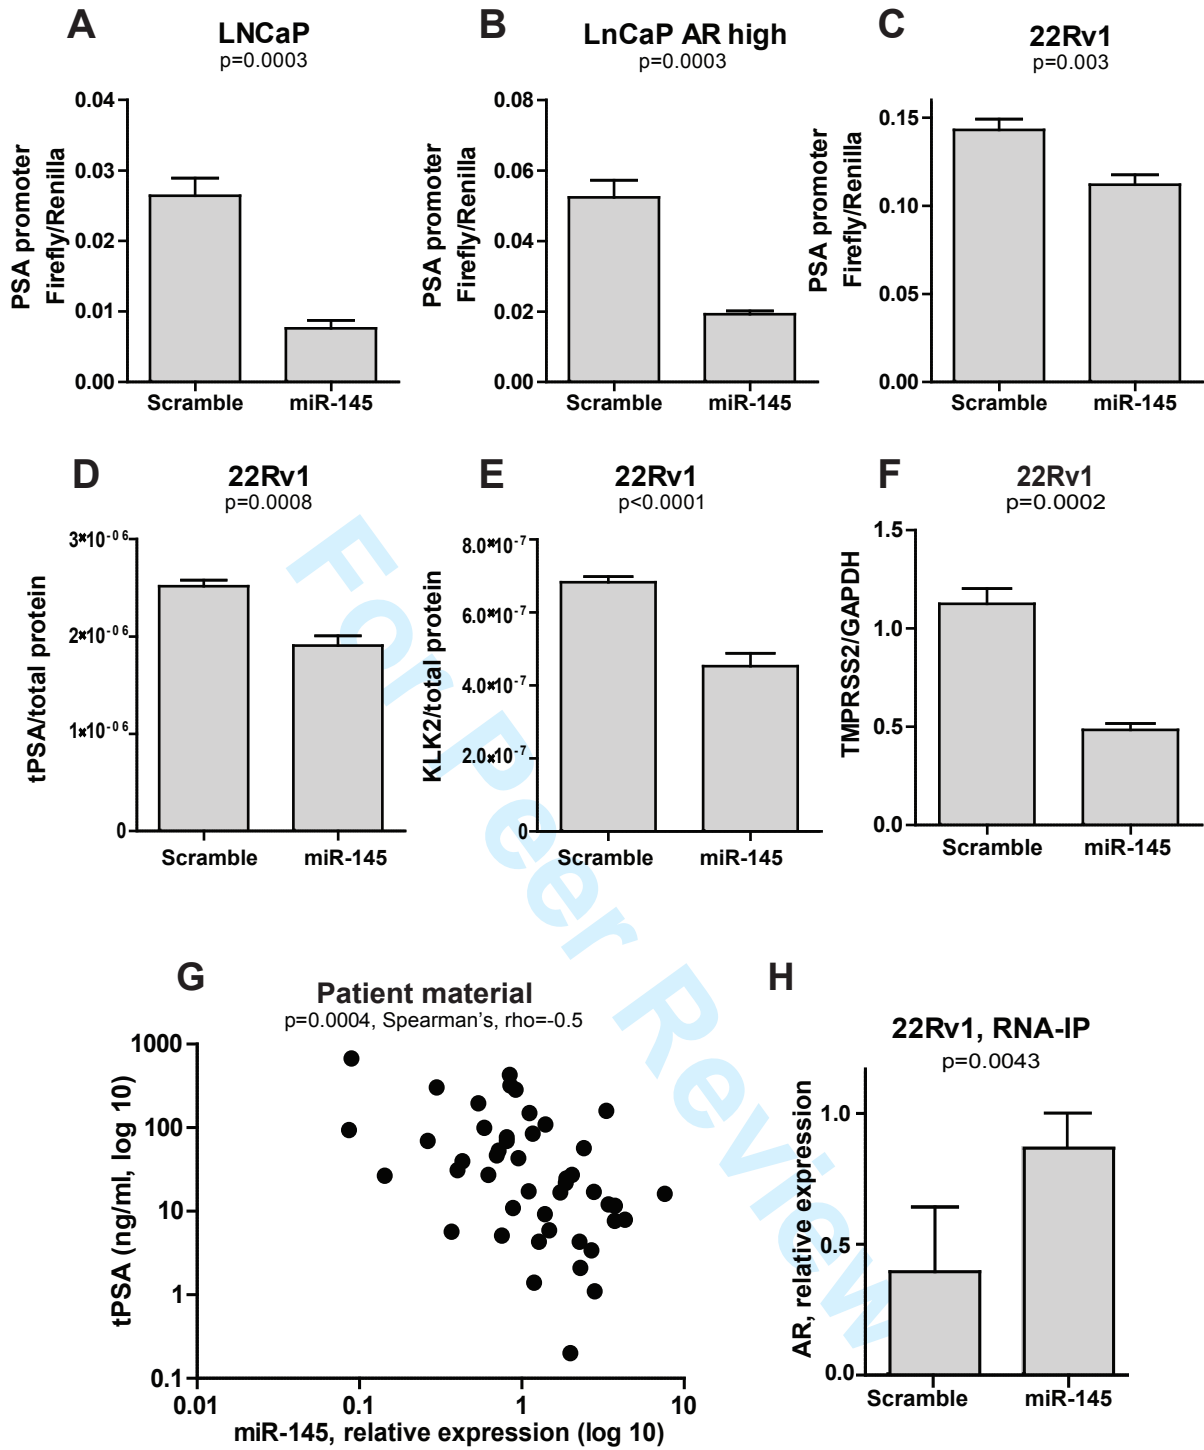 A
LNCaP
p=0.0003
PSA promoter
Firefly/Renilla
0.04
0.03
0.02
0.01
0.00
Scramble miR-145
B
LnCaP AR high
p=0.0003
PSA promoter
Firefly/Renilla
0.08
0.06
0.04
0.02
0.00
Scramble miR-145
C
22Rv1
p=0.003
PSA promoter
Firefly/Renilla
0.15
0.10
0.05
0.00
Scramble miR-145
D
22Rv1
p=0.0008
tPSA/total protein
3×10-06
2×10-06
1×10-06
0
Scramble miR-145
E
22Rv1
p<0.0001
KLK2/total protein
8.0×10-7
6.0×10-7
4.0×10-7
2.0×10-7
0
Scramble miR-145
F
22Rv1
p=0.0002
TMPRSS2/GAPDH
1.5
1.0
0.5
0.0
Scramble miR-145
G
Patient material
p=0.0004, Spearman's, rho=-0.5
tPSA (ng/ml, log 10)
1000
100
10
1
0.1
0.01 0.1 1 10
miR-145, relative expression (log 10)
H
22Rv1, RNA-IP
p=0.0043
AR, relative expression
1.0
0.5
0.0
Scramble miR-145
For Peer Review